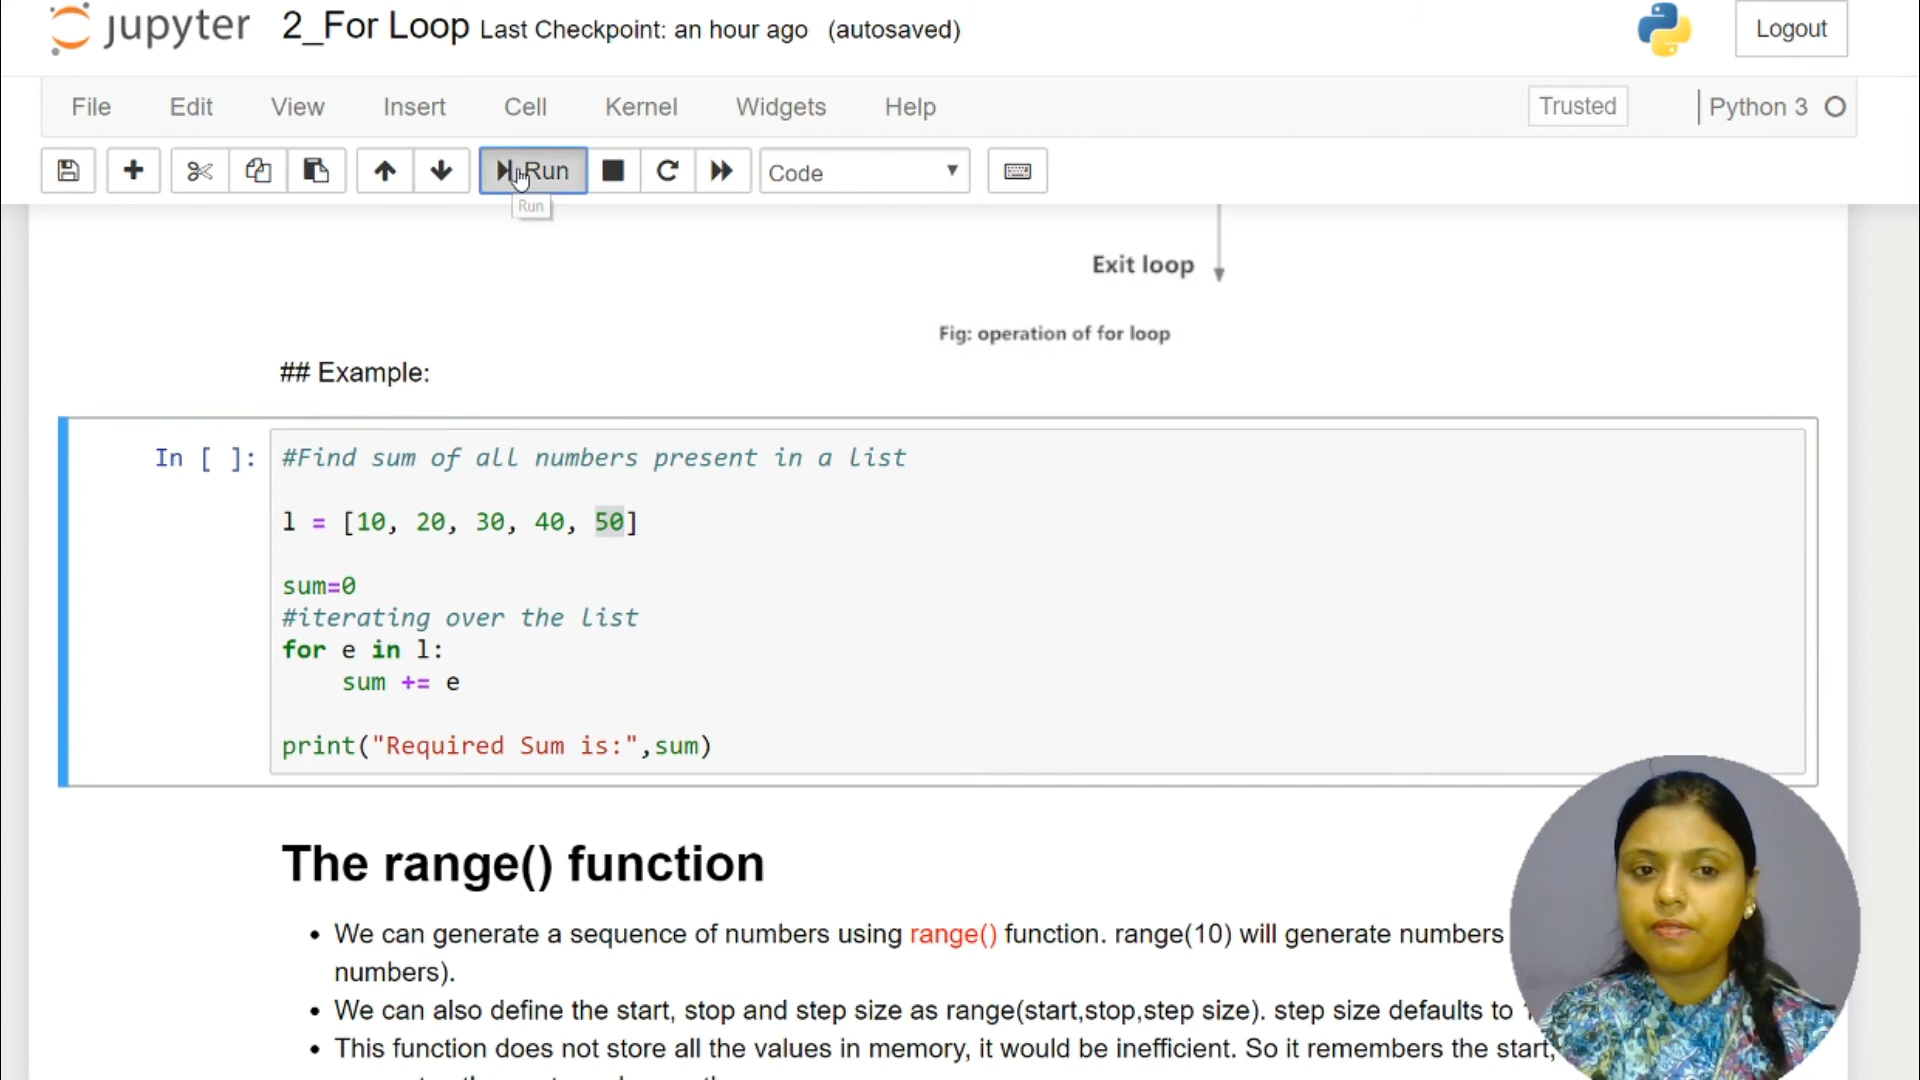 jupyter 2_For Loop Last Checkpoint: an hour ago (autosaved) Logout
File Edit View Insert Cell Kernel Widgets Help Trusted Python 3
Run Code
Run
Exit loop
Fig: operation of for loop
## Example:
In [ ]: #Find sum of all numbers present in a list
l = [10, 20, 30, 40, 50]
sum=0
#iterating over the list
for e in l:
    sum += e
print("Required Sum is:",sum)
The range() function
• We can generate a sequence of numbers using range() function. range(10) will generate numbers
numbers).
• We can also define the start, stop and step size as range(start,stop,step size). step size defaults to
• This function does not store all the values in memory, it would be inefficient. So it remembers the start,